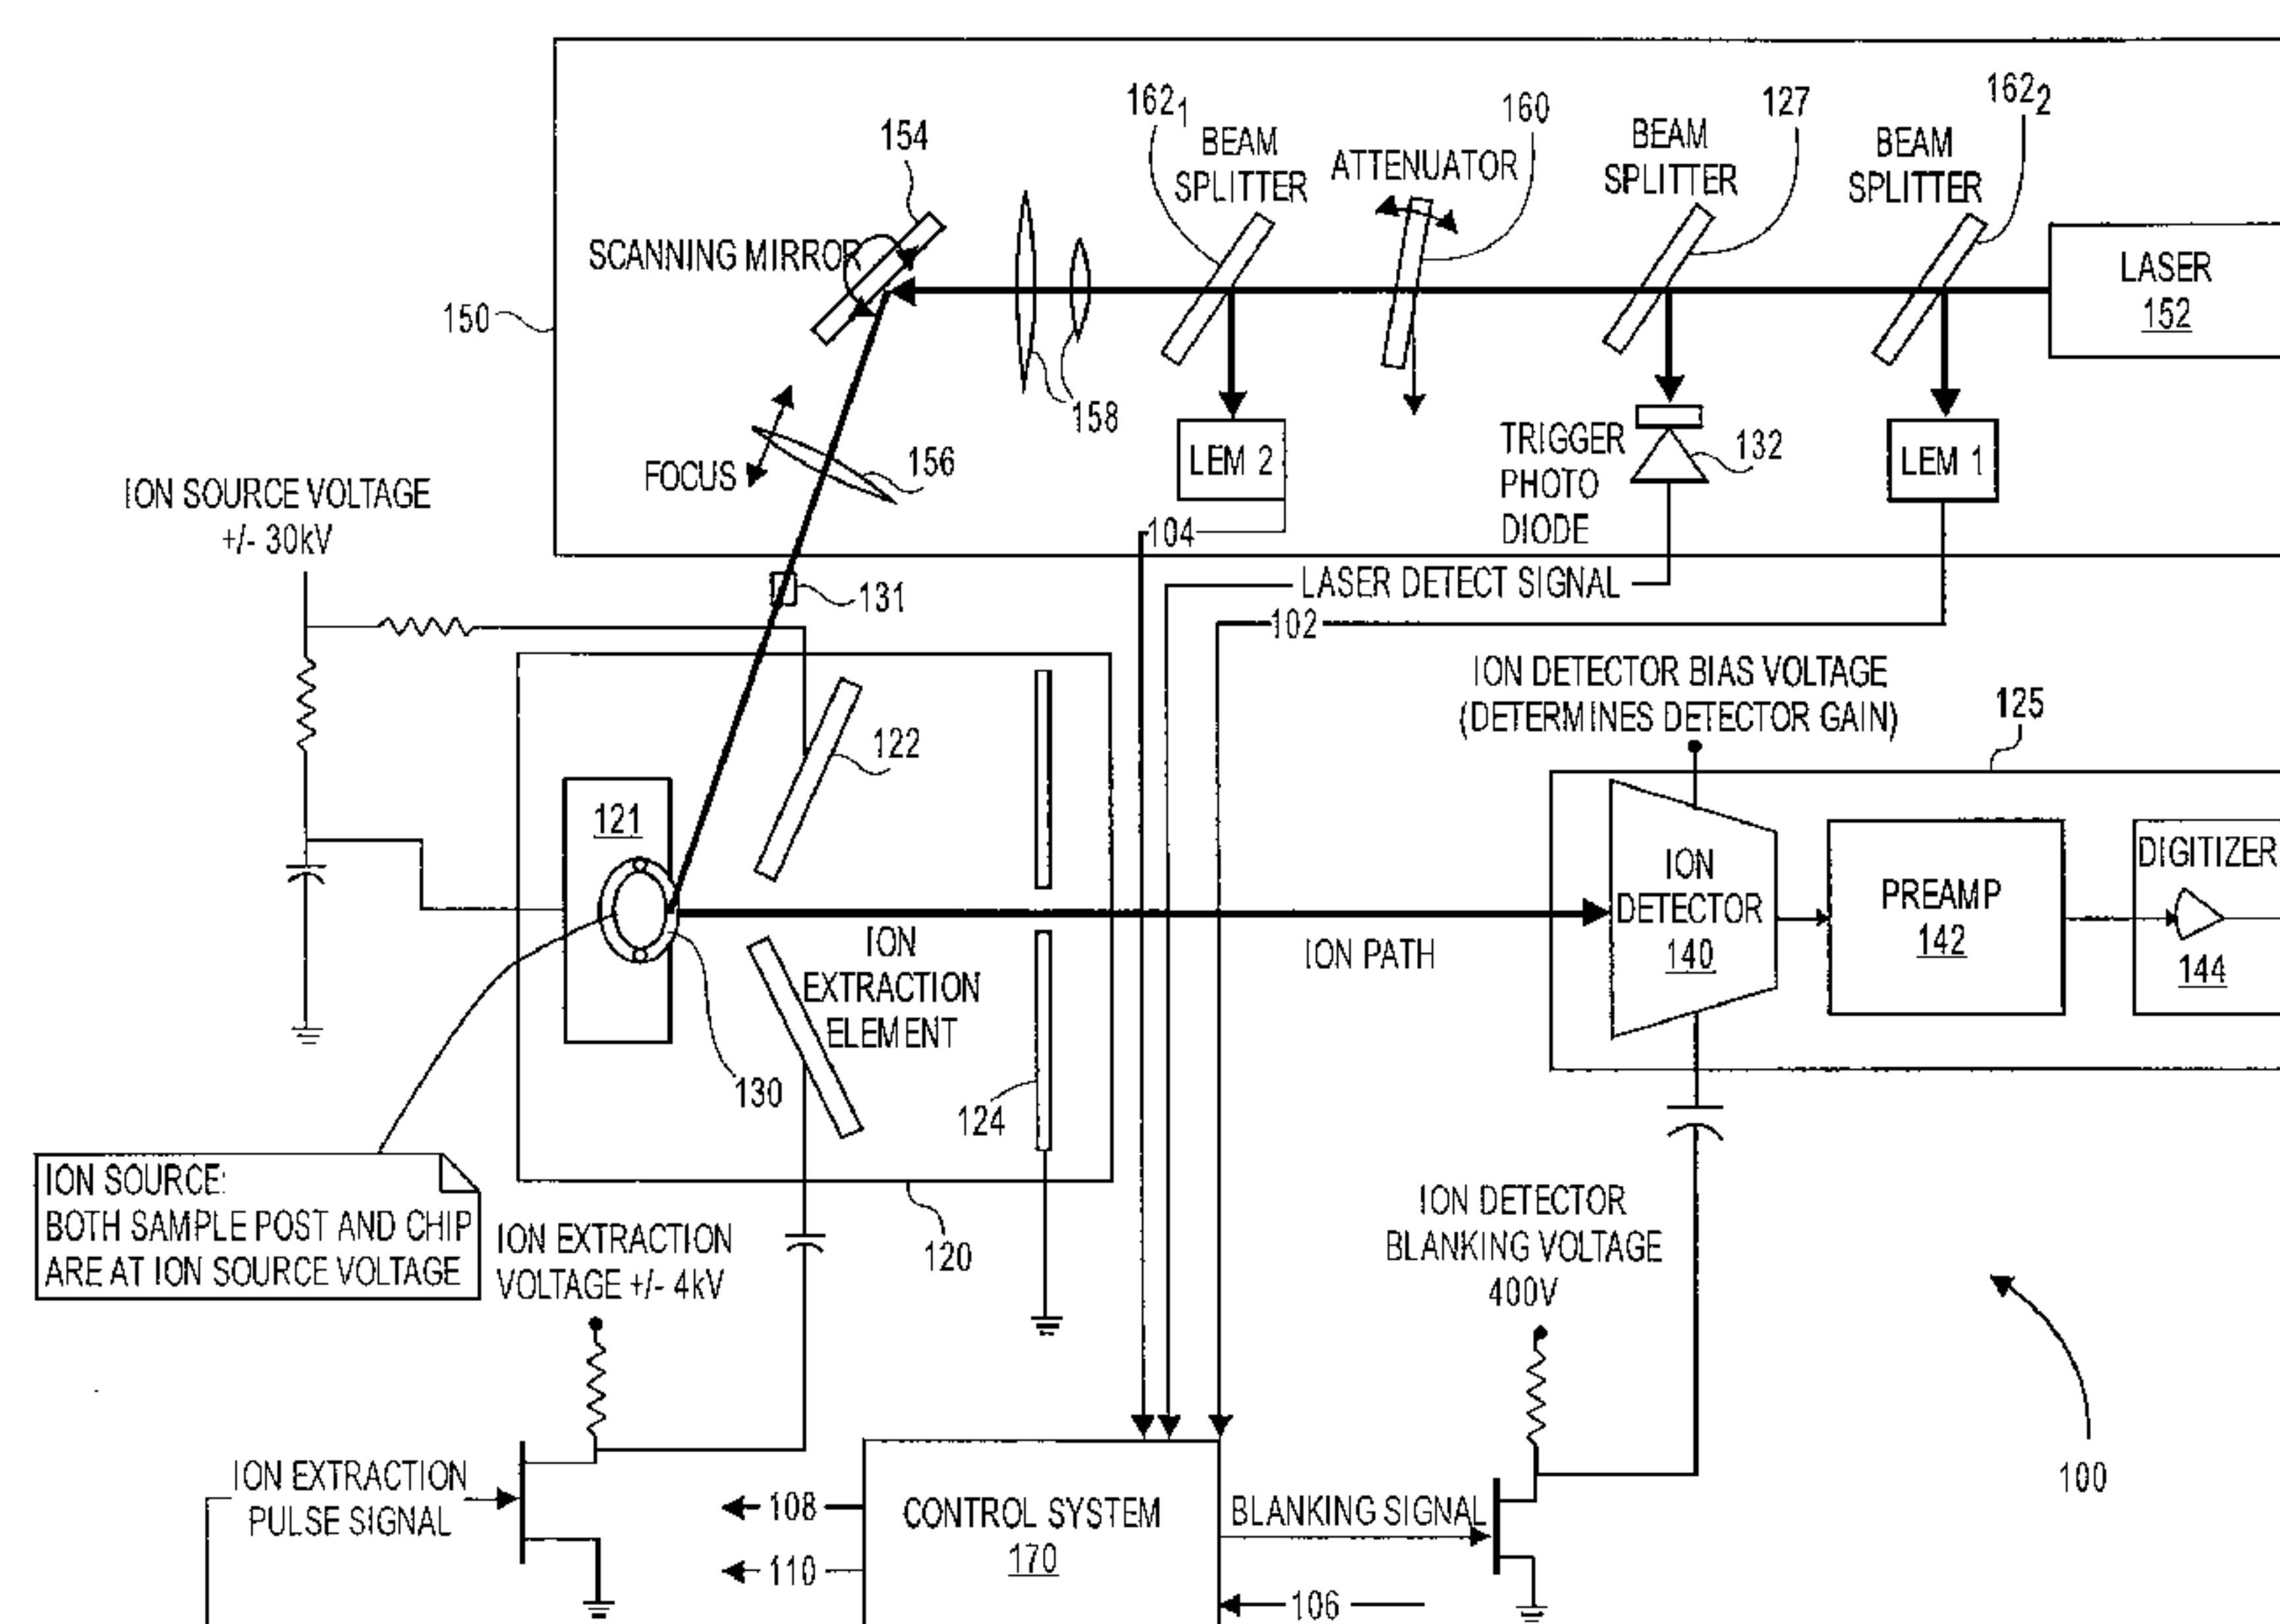 162₁
BEAM
SPLITTER
160
ATTENUATOR
127
BEAM
SPLITTER
162₂
BEAM
SPLITTER
154
SCANNING MIRROR
LASER
152
150
158
FOCUS
156
LEM 2
TRIGGER
PHOTO
DIODE
132
LEM 1
104
ION SOURCE VOLTAGE
+/- 30kV
131
LASER DETECT SIGNAL
102
ION DETECTOR BIAS VOLTAGE
(DETERMINES DETECTOR GAIN)
125
122
121
ION
DETECTOR
140
PREAMP
142
DIGITIZER
144
ION
EXTRACTION
ELEMENT
ION PATH
130
124
ION SOURCE:
BOTH SAMPLE POST AND CHIP
ARE AT ION SOURCE VOLTAGE
ION EXTRACTION
VOLTAGE +/- 4kV
120
ION DETECTOR
BLANKING VOLTAGE
400V
100
ION EXTRACTION
PULSE SIGNAL
108
110
CONTROL SYSTEM
170
BLANKING SIGNAL
106